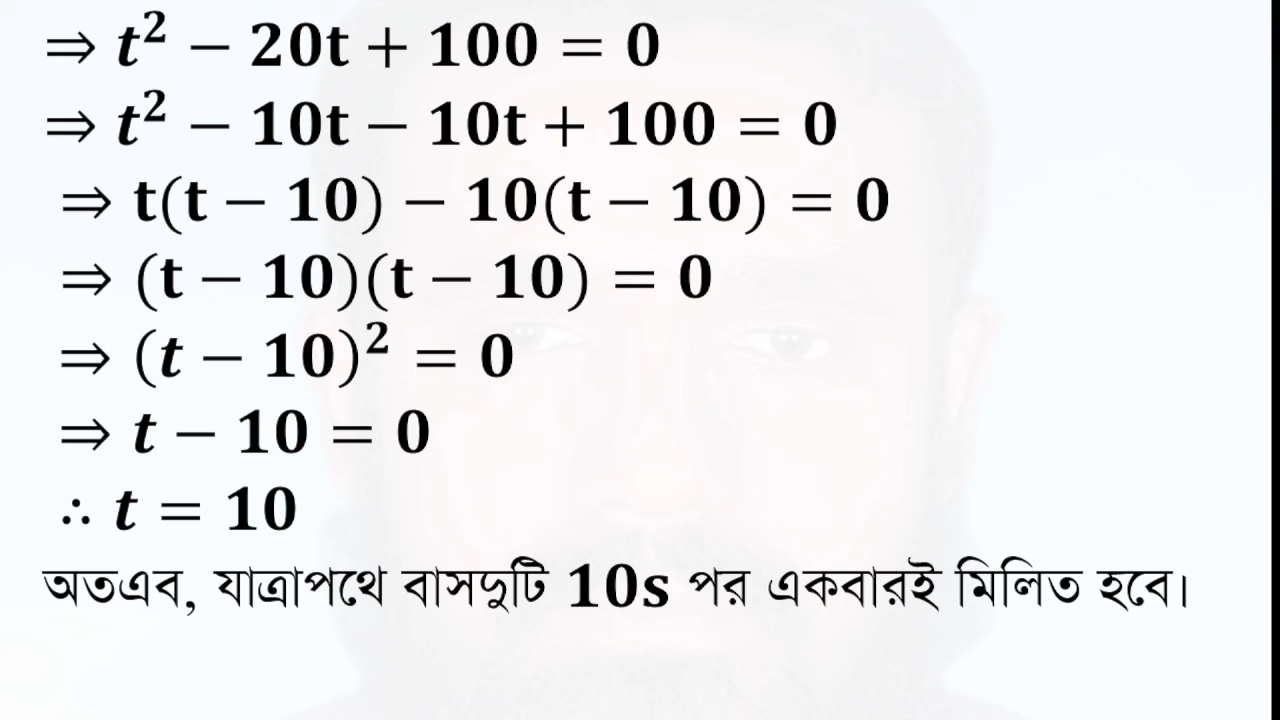 ⇒ t² − 20t + 100 = 0
⇒ t² − 10t − 10t + 100 = 0
⇒ t(t − 10) − 10(t − 10) = 0
⇒ (t − 10)(t − 10) = 0
⇒ (t − 10)² = 0
⇒ t − 10 = 0
∴ t = 10
অতএব, যাত্রাপথে বাসদুটি 10s পর একবারই মিলিত হবে।